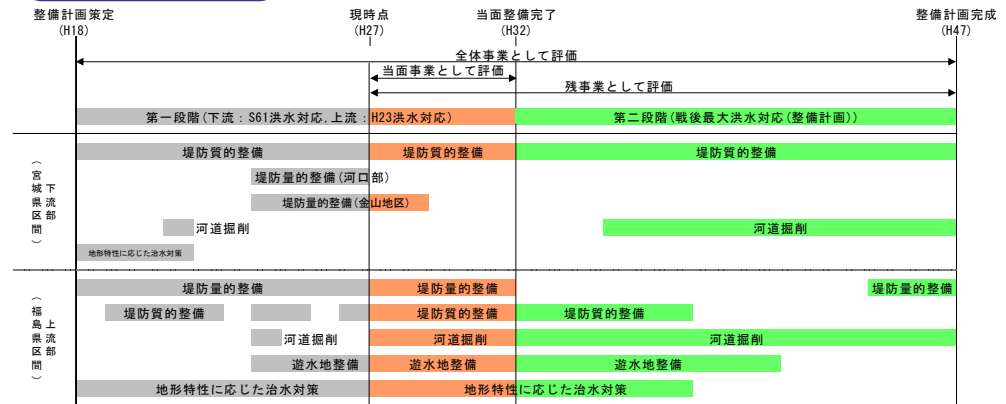 整備計画策定
(H18)
現時点
(H27)
当面整備完了
(H32)
整備計画完成
(H47)
全体事業として評価
当面事業として評価
残事業として評価
第一段階(下流：S61洪水対応,上流：H23洪水対応)
第二段階(戦後最大洪水対応(整備計画))
下流部
(宮城県区間)
堤防質的整備
堤防質的整備
堤防質的整備
堤防量的整備(河口部)
堤防量的整備(金山地区)
河道掘削
河道掘削
地形特性に応じた治水対策
上流部
(福島県区間)
堤防量的整備
堤防量的整備
堤防量的整備
堤防質的整備
堤防質的整備
堤防質的整備
河道掘削
河道掘削
河道掘削
遊水地整備
遊水地整備
遊水地整備
地形特性に応じた治水対策
地形特性に応じた治水対策